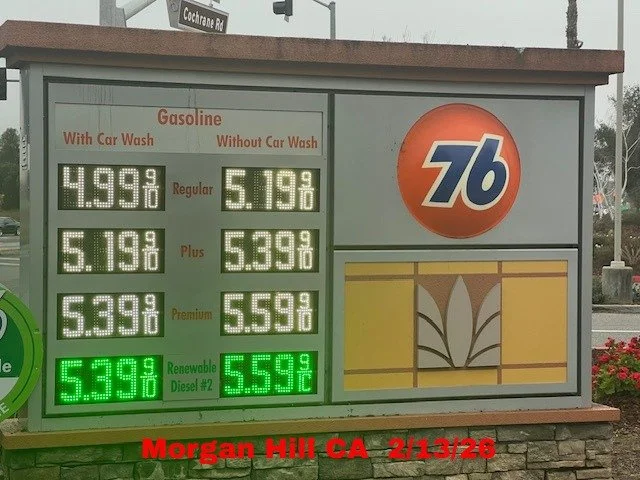 Cochrane Rd
Gasoline
With Car Wash Without Car Wash
4.99 9/10 Regular 5.19 9/10
5.19 9/10 Plus 5.39 9/10
5.39 9/10 Premium 5.59 9/10
5.39 9/10 Renewable Diesel #2 5.59 9/10
76
Morgan Hill CA 2/13/26